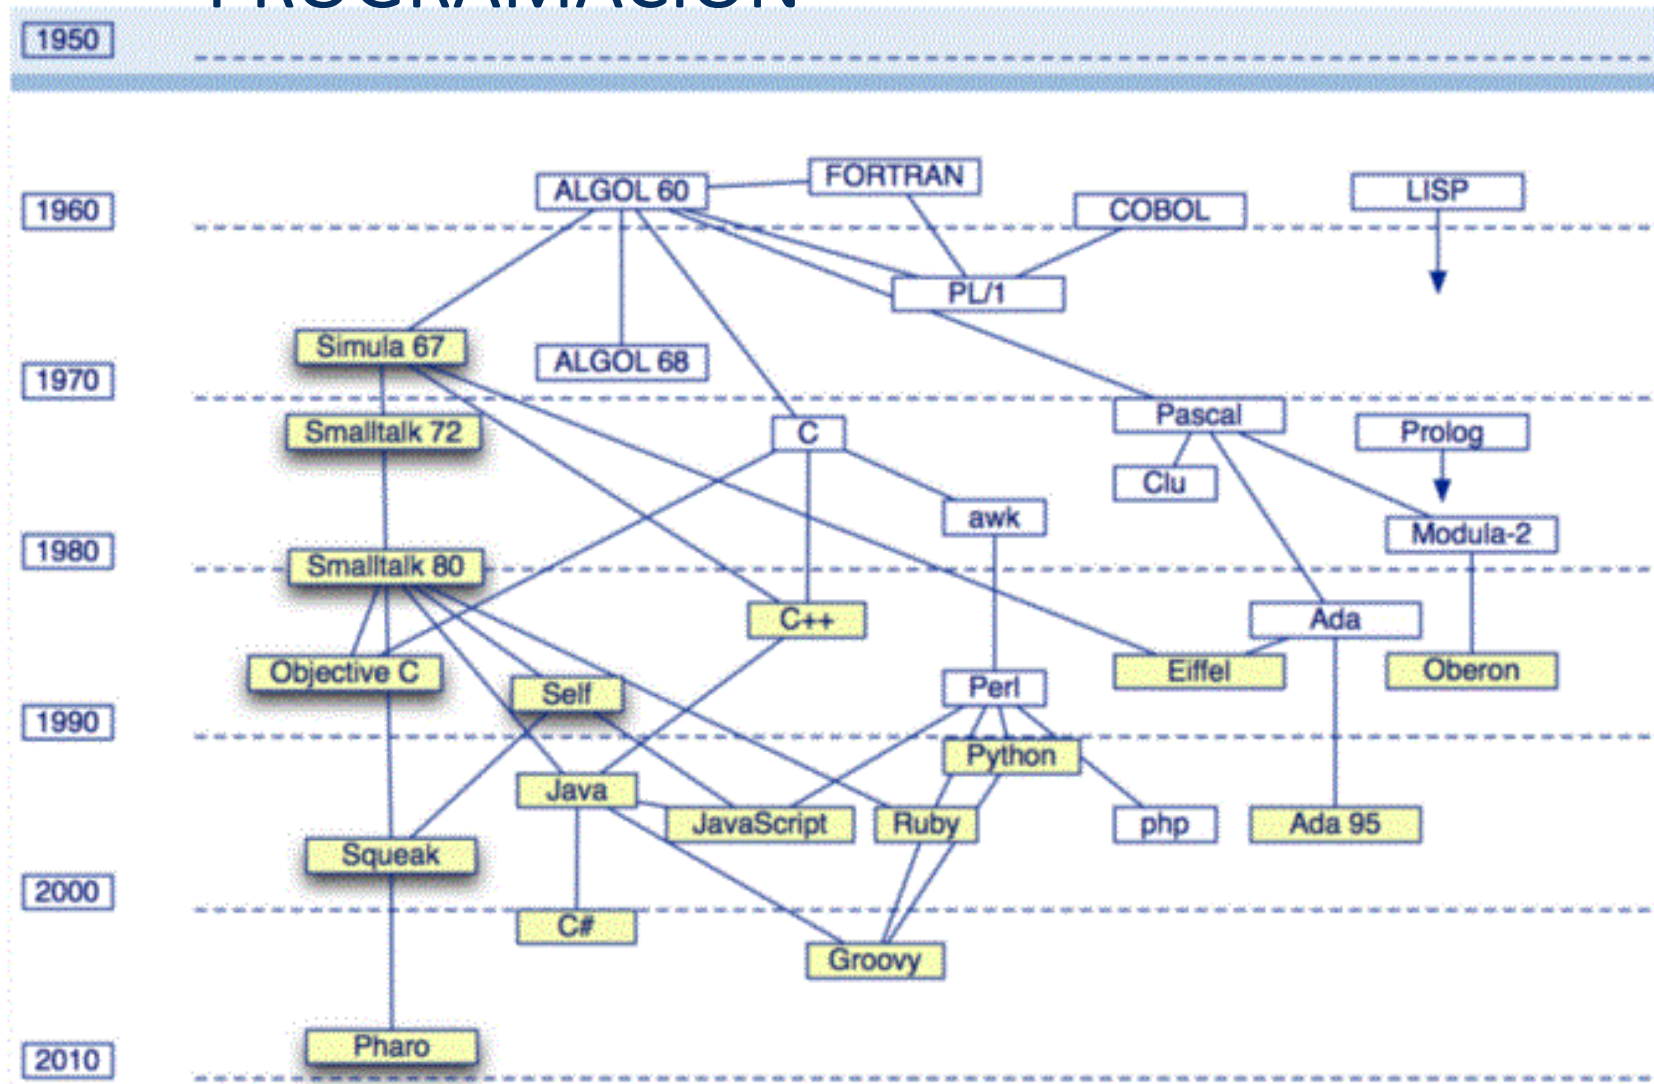 PROGRAMACIÓN
1950
FORTRAN
ALGOL 60
LISP
1960
COBOL
PL/1
Simula 67
ALGOL 68
1970
Pascal
Smalltalk 72
C
Prolog
Clu
awk
Modula-2
1980
Smalltalk 80
C++
Ada
Objective C
Eiffel
Oberon
Self
Perl
1990
Python
Java
JavaScript
Ruby
php
Ada 95
Squeak
2000
C#
Groovy
Pharo
2010